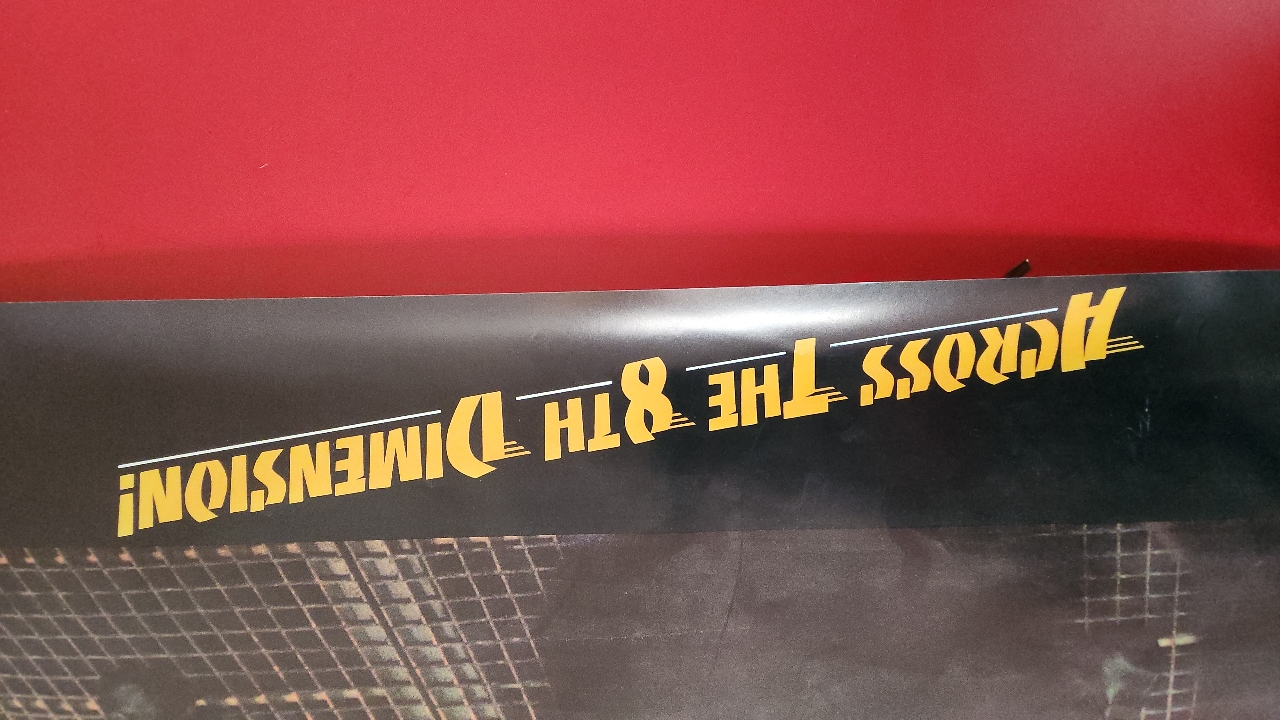 Across The 8th Dimension!